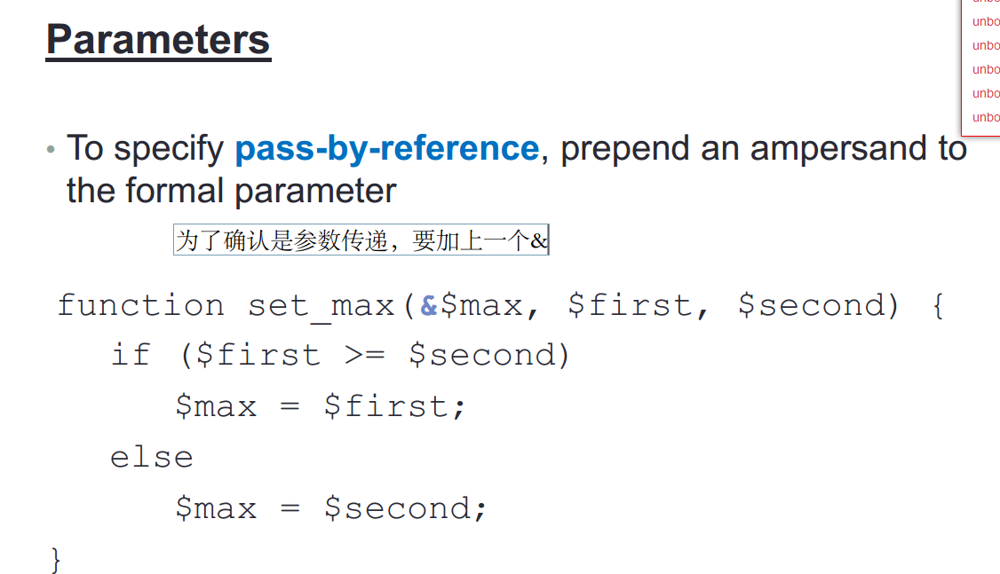 Parameters
unbo
unbo
unbo
unbo
unbo
• To specify pass-by-reference, prepend an ampersand to
the formal parameter
为了确认是参数传递，要加上一个&
function set_max(&$max, $first, $second) {
if ($first >= $second)
$max = $first;
else
$max = $second;
}